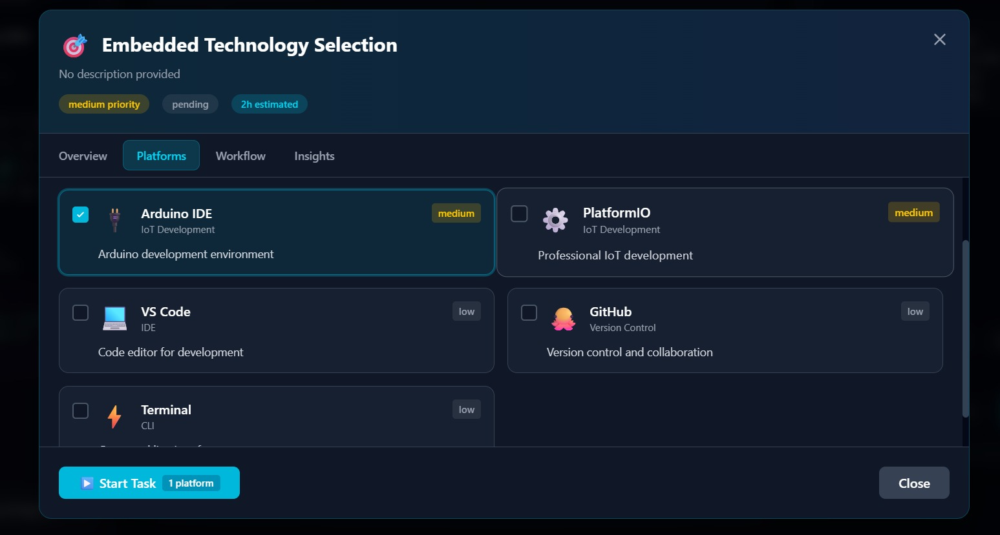 Embedded Technology Selection
No description provided
medium priority
pending
2h estimated
Overview
Platforms
Workflow
Insights
Arduino IDE
medium
IoT Development
Arduino development environment
PlatformIO
medium
IoT Development
Professional IoT development
VS Code
low
IDE
Code editor for development
GitHub
low
Version Control
Version control and collaboration
Terminal
low
CLI
Start Task
1 platform
Close